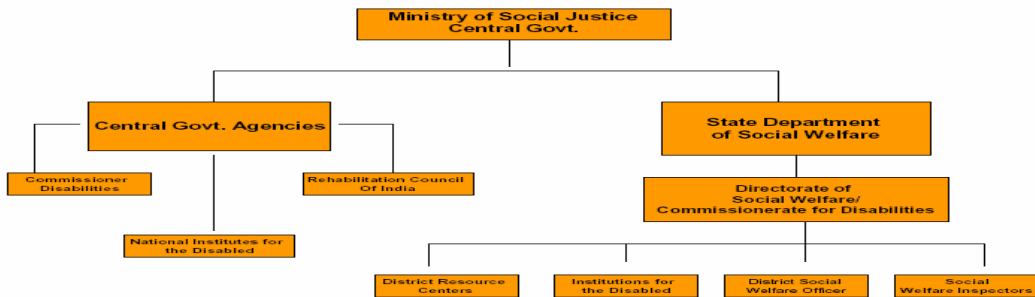 Ministry of Social Justice
Central Govt.
Central Govt. Agencies
State Department
of Social Welfare
Commissioner
Disabilities
Rehabilitation Council
Of India
Directorate of
Social Welfare/
Commissionerate for Disabilities
National Institutes for
the Disabled
District Resource
Centers
Institutions for
the Disabled
District Social
Welfare Officer
Social
Welfare Inspectors